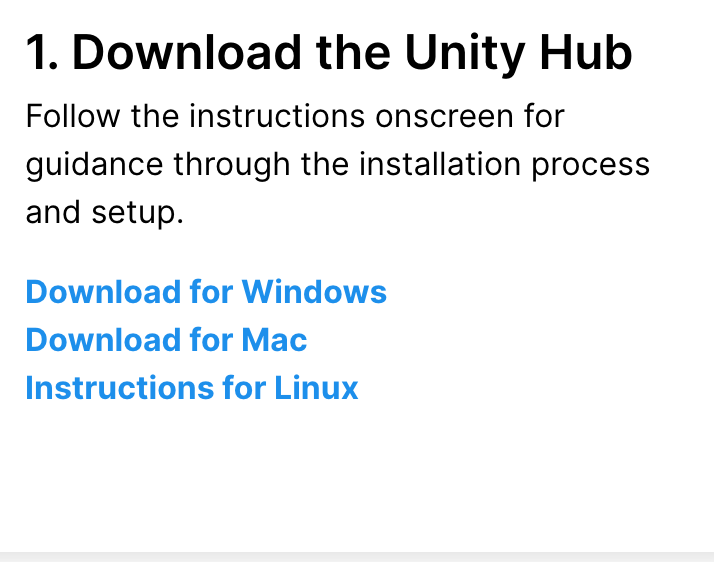 1. Download the Unity Hub
Follow the instructions onscreen for
guidance through the installation process
and setup.
Download for Windows
Download for Mac
Instructions for Linux